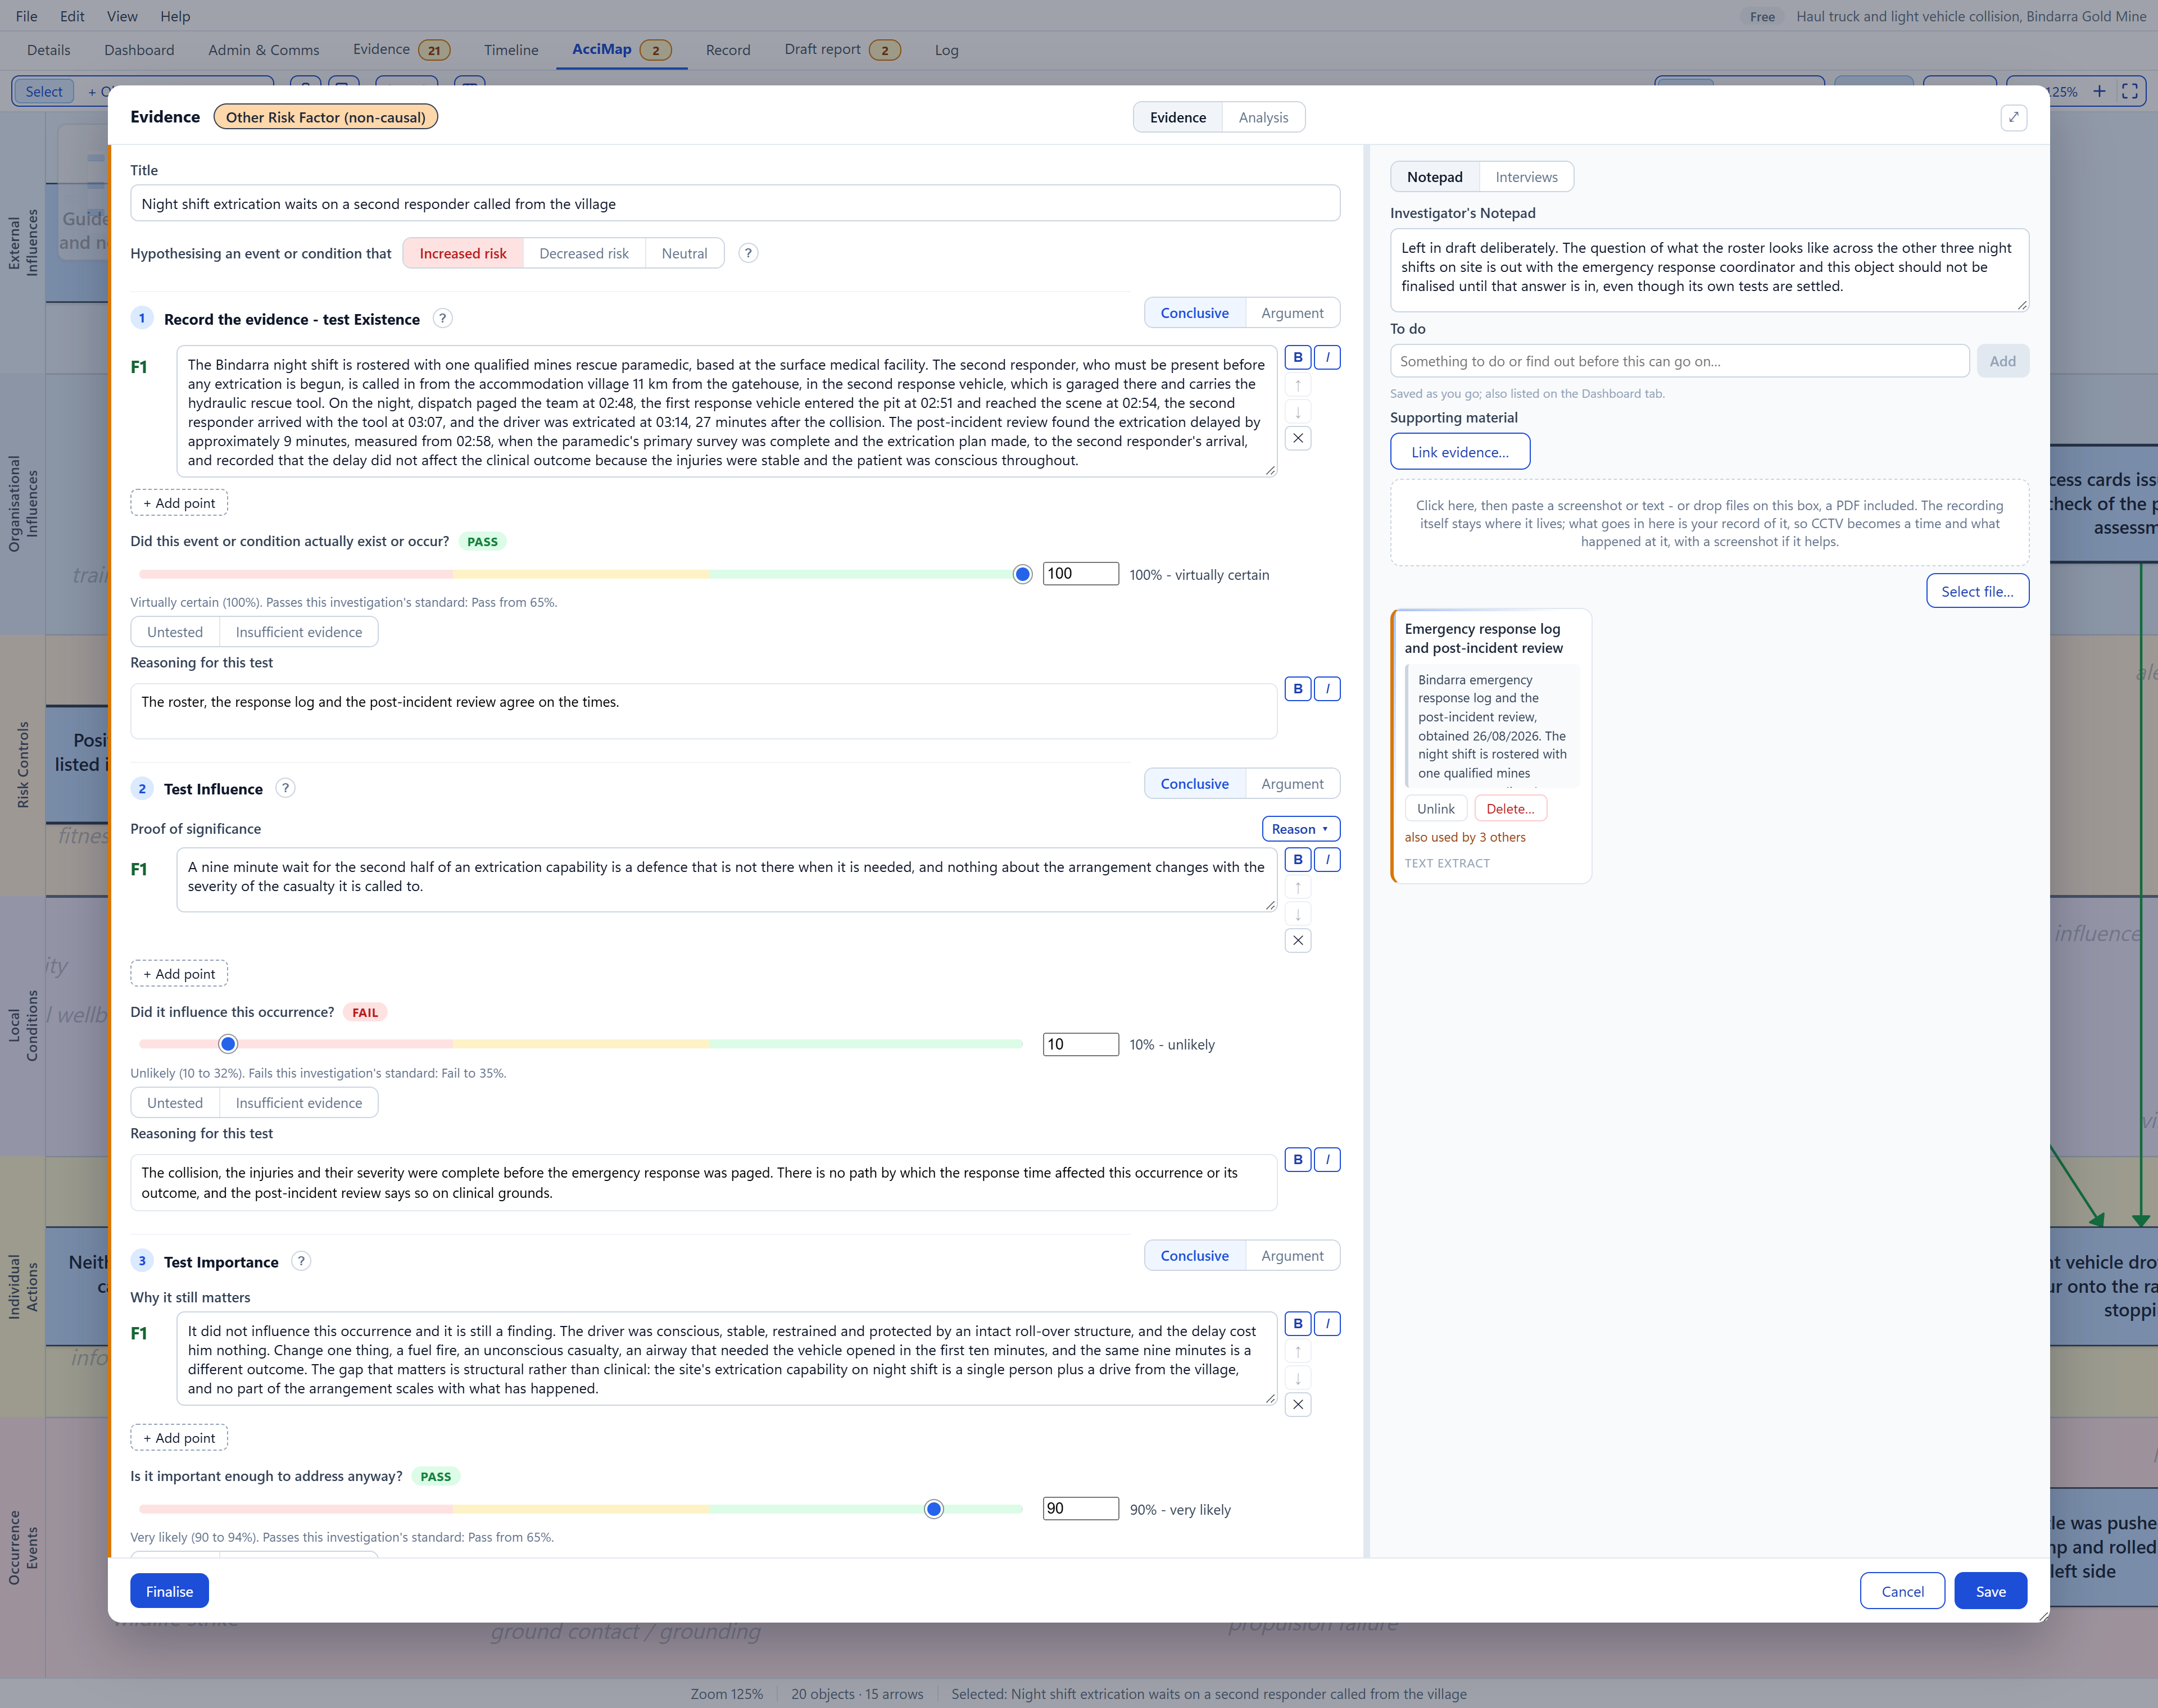 File Edit View Help
Free Haul truck and light vehicle collision, Bindarra Gold Mine
Details Dashboard Admin & Comms Evidence 21 Timeline AcciMap 2 Record Draft report 2 Log
Select + 125% +
Evidence Other Risk Factor (non-causal) Evidence Analysis
Title
Night shift extrication waits on a second responder called from the village
Hypothesising an event or condition that Increased risk Decreased risk Neutral ?
1 Record the evidence - test Existence ? Conclusive Argument
F1
The Bindarra night shift is rostered with one qualified mines rescue paramedic, based at the surface medical facility. The second responder, who must be present before
any extrication is begun, is called in from the accommodation village 11 km from the gatehouse, in the second response vehicle, which is garaged there and carries the
hydraulic rescue tool. On the night, dispatch paged the team at 02:48, the first response vehicle entered the pit at 02:51 and reached the scene at 02:54, the second
responder arrived with the tool at 03:07, and the driver was extricated at 03:14, 27 minutes after the collision. The post-incident review found the extrication delayed by
approximately 9 minutes, measured from 02:58, when the paramedic's primary survey was complete and the extrication plan made, to the second responder's arrival,
and recorded that the delay did not affect the clinical outcome because the injuries were stable and the patient was conscious throughout.
B I
↑
↓
×
+ Add point
Did this event or condition actually exist or occur? PASS
100 100% - virtually certain
Virtually certain (100%). Passes this investigation's standard: Pass from 65%.
Untested Insufficient evidence
Reasoning for this test
The roster, the response log and the post-incident review agree on the times.
B I
2 Test Influence ? Conclusive Argument
Proof of significance Reason ▾
F1
A nine minute wait for the second half of an extrication capability is a defence that is not there when it is needed, and nothing about the arrangement changes with the
severity of the casualty it is called to.
B I
↑
↓
×
+ Add point
Did it influence this occurrence? FAIL
10 10% - unlikely
Unlikely (10 to 32%). Fails this investigation's standard: Fail to 35%.
Untested Insufficient evidence
Reasoning for this test
The collision, the injuries and their severity were complete before the emergency response was paged. There is no path by which the response time affected this occurrence or its
outcome, and the post-incident review says so on clinical grounds.
B I
3 Test Importance ? Conclusive Argument
Why it still matters
F1
It did not influence this occurrence and it is still a finding. The driver was conscious, stable, restrained and protected by an intact roll-over structure, and the delay cost
him nothing. Change one thing, a fuel fire, an unconscious casualty, an airway that needed the vehicle opened in the first ten minutes, and the same nine minutes is a
different outcome. The gap that matters is structural rather than clinical: the site's extrication capability on night shift is a single person plus a drive from the village,
and no part of the arrangement scales with what has happened.
B I
↑
↓
×
+ Add point
Is it important enough to address anyway? PASS
90 90% - very likely
Very likely (90 to 94%). Passes this investigation's standard: Pass from 65%.
Finalise Cancel Save
Notepad Interviews
Investigator's Notepad
Left in draft deliberately. The question of what the roster looks like across the other three night
shifts on site is out with the emergency response coordinator and this object should not be
finalised until that answer is in, even though its own tests are settled.
To do
Something to do or find out before this can go on... Add
Saved as you go; also listed on the Dashboard tab.
Supporting material
Link evidence...
Click here, then paste a screenshot or text - or drop files on this box, a PDF included. The recording
itself stays where it lives; what goes in here is your record of it, so CCTV becomes a time and what
happened at it, with a screenshot if it helps.
Select file...
Emergency response log
and post-incident review
Bindarra emergency
response log and the
post-incident review,
obtained 26/08/2026. The
night shift is rostered with
one qualified mines
Unlink Delete...
also used by 3 others
TEXT EXTRACT
External
Influences
Organisational
Influences
Risk Controls
Local
Conditions
Individual
Actions
Occurrence
Events
and
listed
check of the
influence
stopping
le was pushed
and rolled
left side
ground contact / grounding
propulsion failure
Zoom 125% 20 objects · 15 arrows Selected: Night shift extrication waits on a second responder called from the village